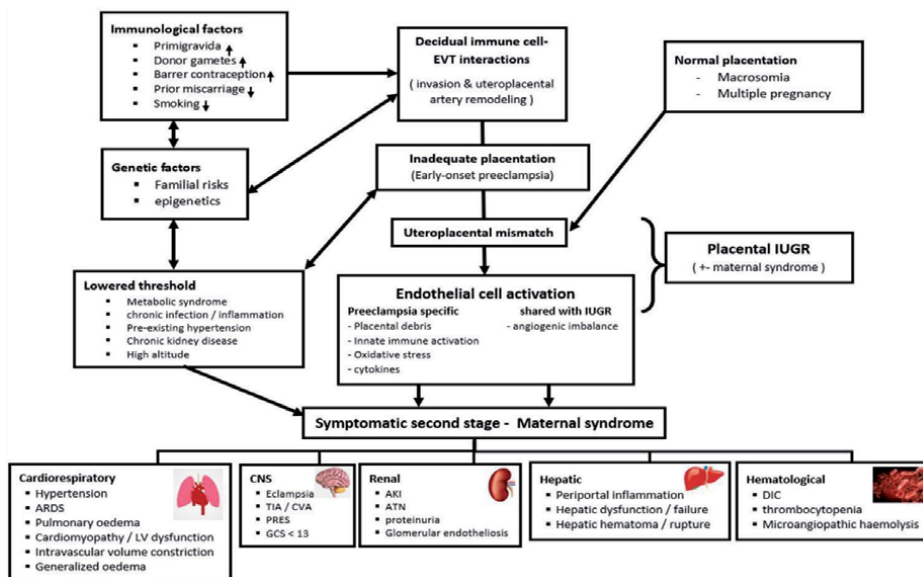 Immunological factors
▪ Primigravida ↑
▪ Donor gametes ↑
▪ Barrer contraception ↑
▪ Prior miscarriage ↓
▪ Smoking ↓
Decidual immune cell-
EVT interactions
( invasion & uteroplacental
artery remodeling )
Normal placentation
- Macrosomia
- Multiple pregnancy
Genetic factors
▪ Familial risks
▪ epigenetics
Inadequate placentation
(Early-onset preeclampsia)
Uteroplacental mismatch
Placental IUGR
( +- maternal syndrome )
Lowered threshold
▪ Metabolic syndrome
▪ chronic infection / inflammation
▪ Pre-existing hypertension
▪ Chronic kidney disease
▪ High altitude
Endothelial cell activation
Preeclampsia specific
- Placental debris
- Innate immune activation
- Oxidative stress
- cytokines
shared with IUGR
- angiogenic imbalance
Symptomatic second stage - Maternal syndrome
Cardiorespiratory
▪ Hypertension
▪ ARDS
▪ Pulmonary oedema
▪ Cardiomyopathy / LV dysfunction
▪ Intravascular volume constriction
▪ Generalized oedema
CNS
▪ Eclampsia
▪ TIA / CVA
▪ PRES
▪ GCS < 13
Renal
▪ AKI
▪ ATN
▪ proteinuria
▪ Glomerular endotheliosis
Hepatic
▪ Periportal inflammation
▪ Hepatic dysfunction / failure
▪ Hepatic hematoma / rupture
Hematological
▪ DIC
▪ thrombocytopenia
▪ Microangiopathic haemolysis